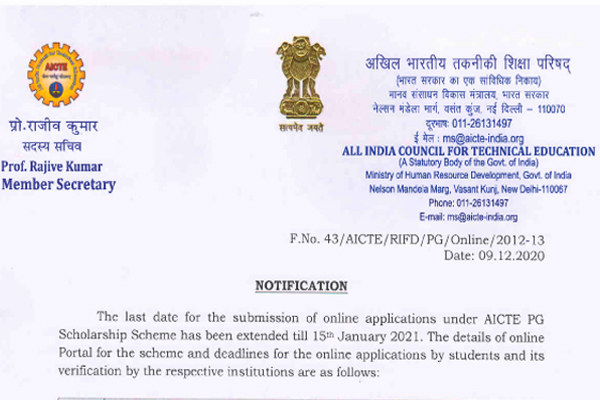 AICTE
प्रो.राजीव कुमार
सदस्य सचिव
Prof. Rajive Kumar
Member Secretary
सत्यमेव जयते
अखिल भारतीय तकनीकी शिक्षा परिषद्
(भारत सरकार का एक सांविधिक निकाय)
मानव संसाधन विकास मंत्रालय, भारत सरकार
नेल्सन मंडेला मार्ग, वसंत कुंज, नई दिल्ली - 110070
दूरभाष: 011-26131497
ई मेल : ms@aicte-india.org
ALL INDIA COUNCIL FOR TECHNICAL EDUCATION
(A Statutory Body of the Govt. of India)
Ministry of Human Resource Development, Govt. of India
Nelson Mandela Marg, Vasant Kunj, New Delhi-110067
Phone: 011-26131497
E-mail: ms@aicte-india.org
F.No. 43/AICTE/RIFD/PG/Online/2012-13
Date: 09.12.2020
NOTIFICATION
The last date for the submission of online applications under AICTE PG
Scholarship Scheme has been extended till 15th January 2021. The details of online
Portal for the scheme and deadlines for the online applications by students and its
verification by the respective institutions are as follows: